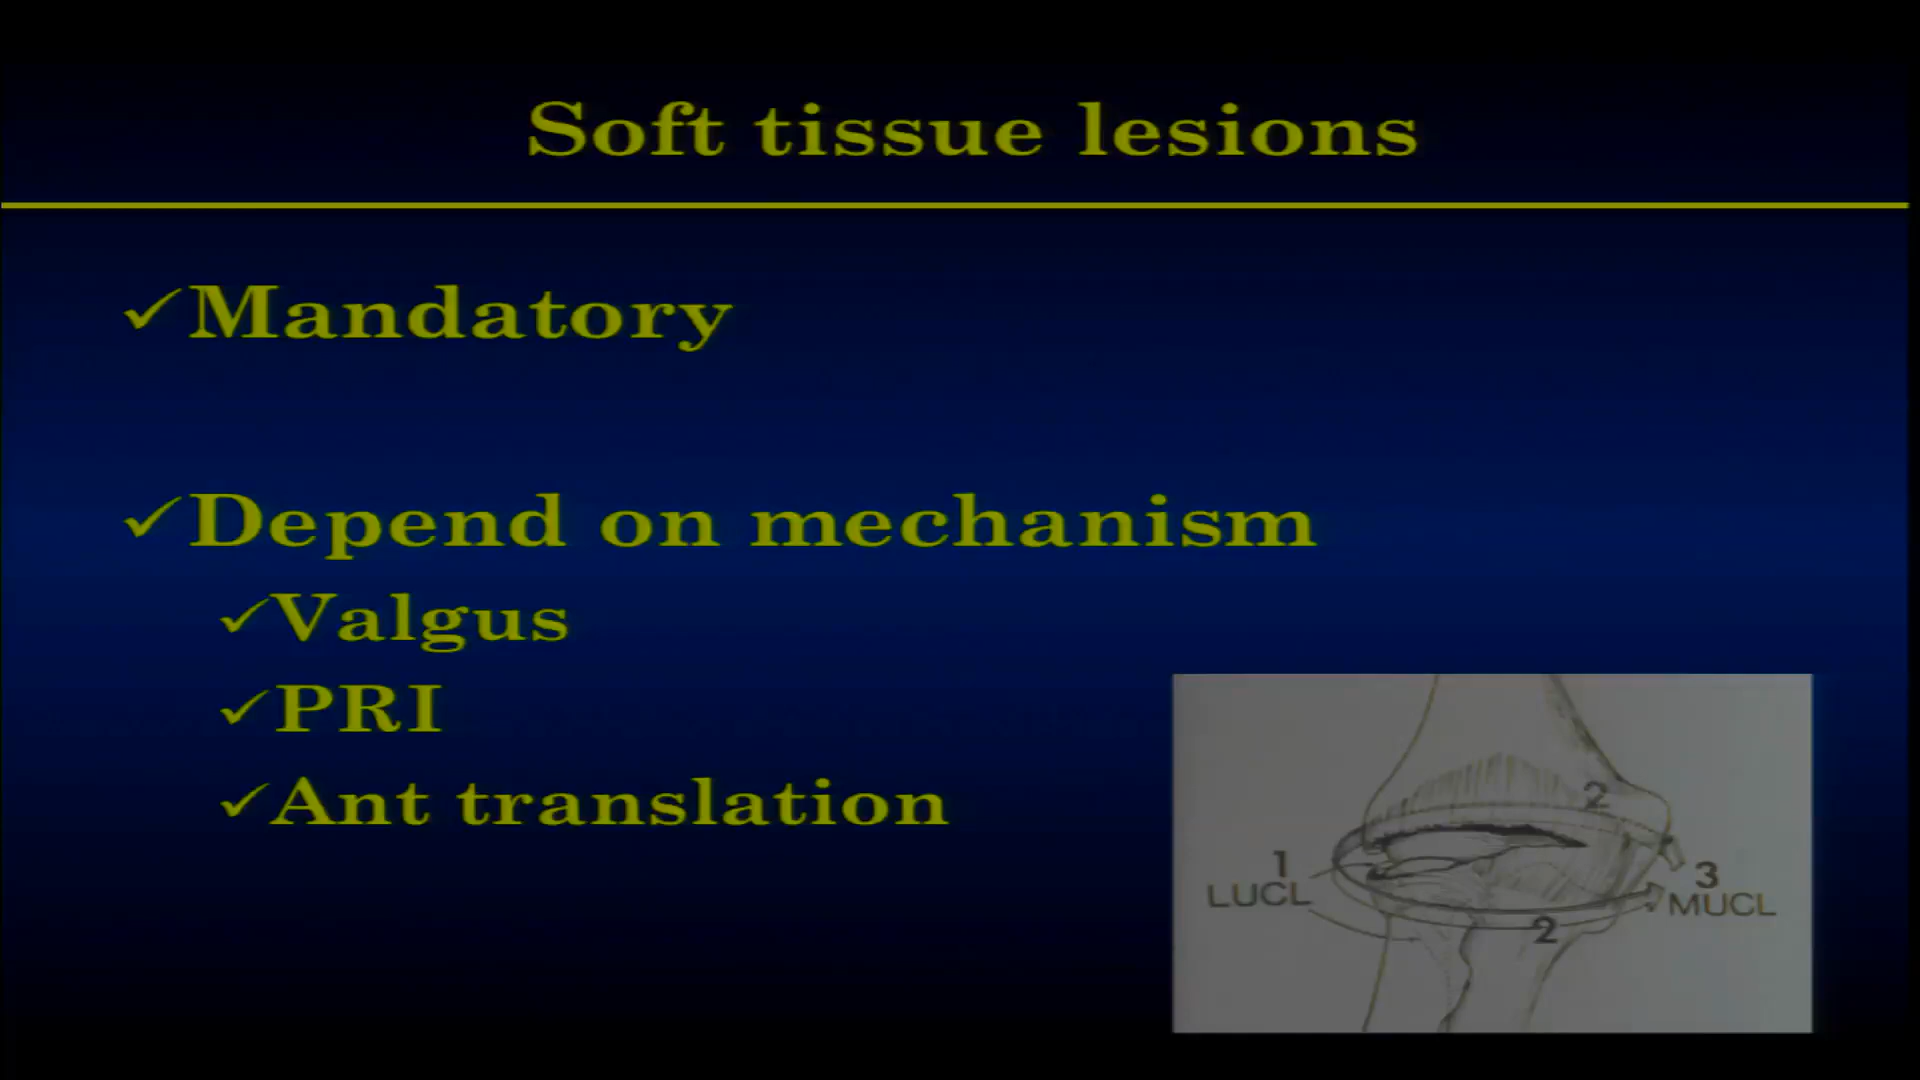 Soft tissue lesions
✓Mandatory
✓Depend on mechanism
✓Valgus
✓PRI
✓Ant translation
2
1
LUCL
3
MUCL
2